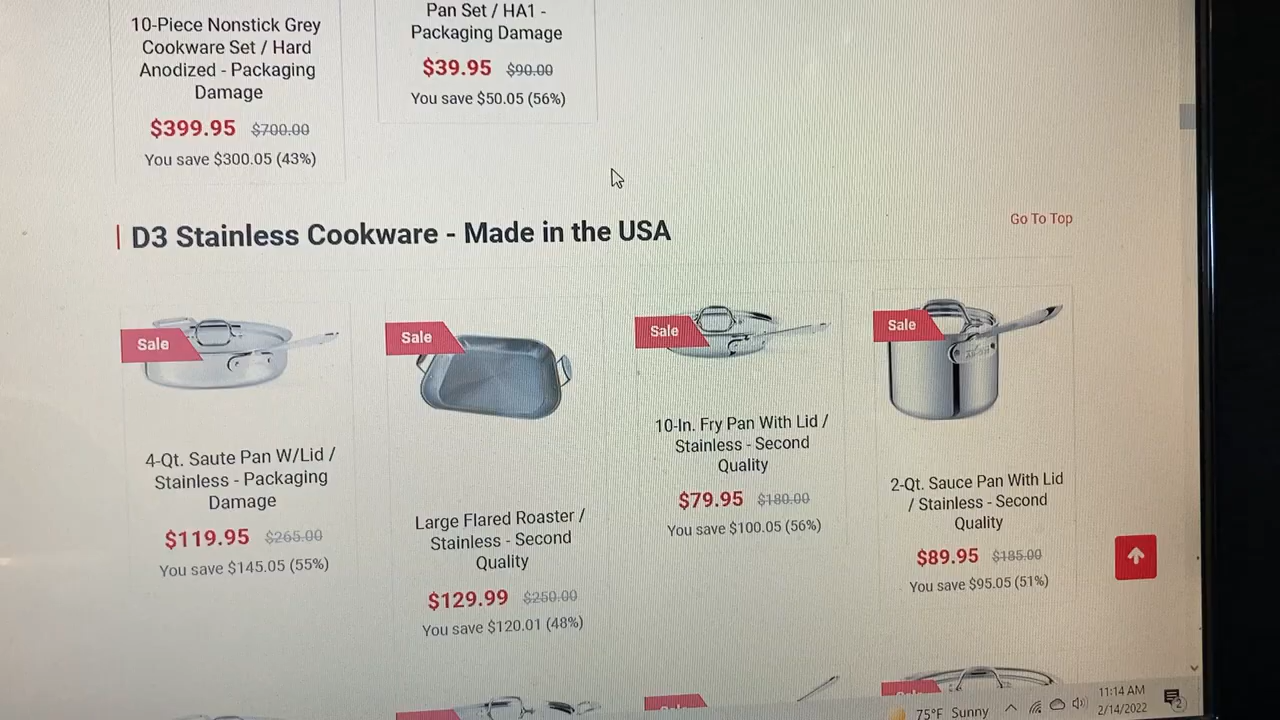 10-Piece Nonstick Grey
Cookware Set / Hard
Anodized - Packaging
Damage
$399.95 $700.00
You save $300.05 (43%)
Pan Set / HA1 -
Packaging Damage
$39.95 $90.00
You save $50.05 (56%)
D3 Stainless Cookware - Made in the USA
Go To Top
Sale
4-Qt. Saute Pan W/Lid /
Stainless - Packaging
Damage
$119.95 $265.00
You save $145.05 (55%)
Sale
Large Flared Roaster /
Stainless - Second
Quality
$129.99 $250.00
You save $120.01 (48%)
Sale
10-In. Fry Pan With Lid /
Stainless - Second
Quality
$79.95 $180.00
You save $100.05 (56%)
Sale
2-Qt. Sauce Pan With Lid
/ Stainless - Second
Quality
$89.95 $185.00
You save $95.05 (51%)
75°F Sunny
11:14 AM
2/14/2022
2